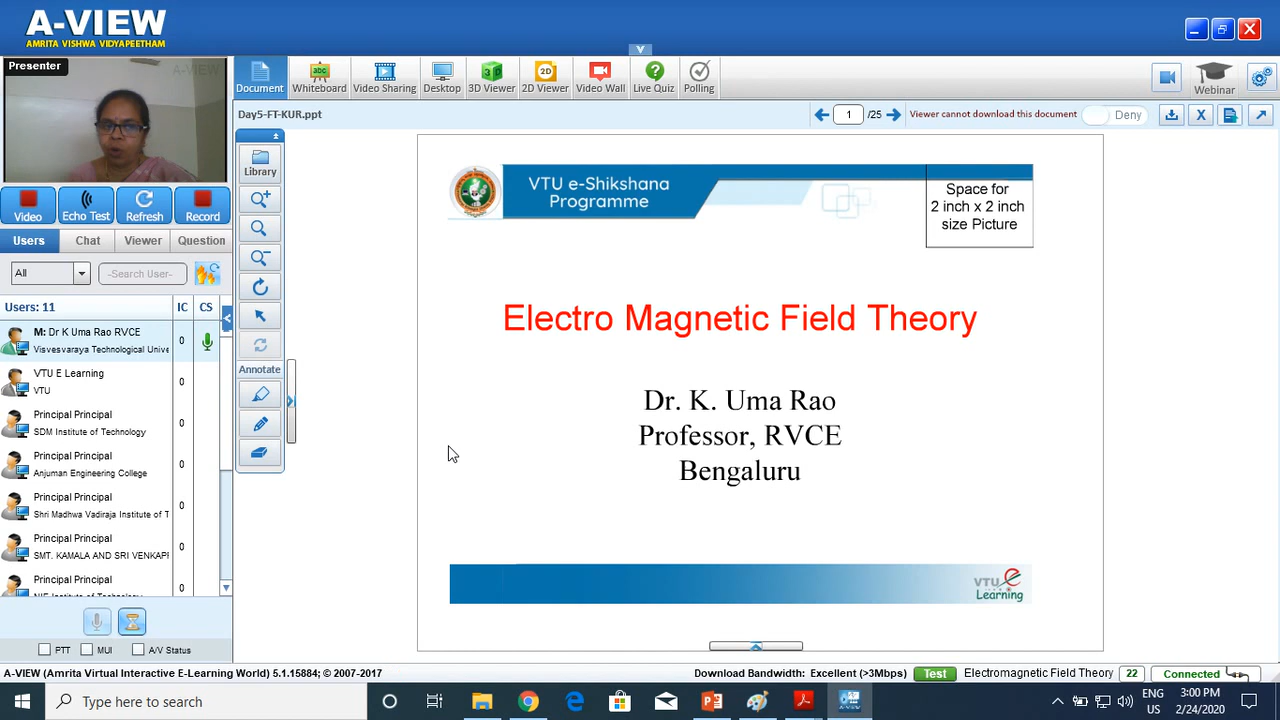 A-VIEW
AMRITA VISHWA VIDYAPEETHAM
Presenter
A-VIEW
Document
Whiteboard
Video Sharing
Desktop
3D Viewer
2D Viewer
Video Wall
Live Quiz
Polling
Webinar
Day5-FT-KUR.ppt
1 /25
Viewer cannot download this document
Deny
Library
Annotate
Video
Echo Test
Refresh
Record
Users
Chat
Viewer
Question
All
-Search User-
Users: 11 IC CS
M: Dr K Uma Rao RVCE
Visvesvaraya Technological Unive
0
VTU E Learning
VTU
0
Principal Principal
SDM Institute of Technology
0
Principal Principal
Anjuman Engineering College
0
Principal Principal
Shri Madhwa Vadiraja Institute of T
0
Principal Principal
SMT. KAMALA AND SRI VENKAPP
0
Principal Principal
NIE Institute of Technology
0
PTT
MUI
A/V Status
VTU e-Shikshana
Programme
Space for
2 inch x 2 inch
size Picture
Electro Magnetic Field Theory
Dr. K. Uma Rao
Professor, RVCE
Bengaluru
VTU e
Learning
A-VIEW (Amrita Virtual Interactive E-Learning World) 5.1.15884; © 2007-2017
Download Bandwidth: Excellent (>3Mbps)
Test
Electromagnetic Field Theory
22
Connected
Type here to search
ENG
US
3:00 PM
2/24/2020